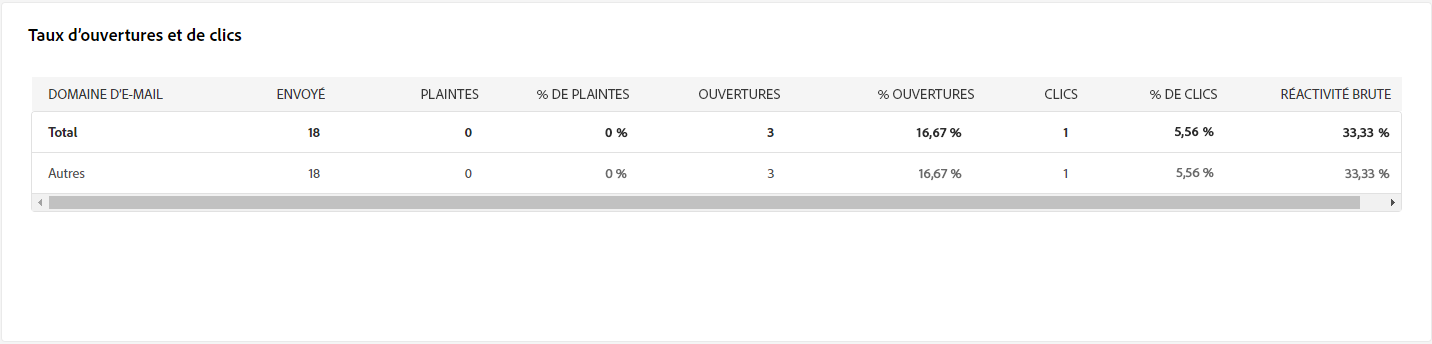 Taux d'ouvertures et de clics
DOMAINE D'E-MAIL ENVOYÉ PLAINTES % DE PLAINTES OUVERTURES % OUVERTURES CLICS % DE CLICS RÉACTIVITÉ BRUTE
Total 18 0 0 % 3 16,67 % 1 5,56 % 33,33 %
Autres 18 0 0 % 3 16,67 % 1 5,56 % 33,33 %